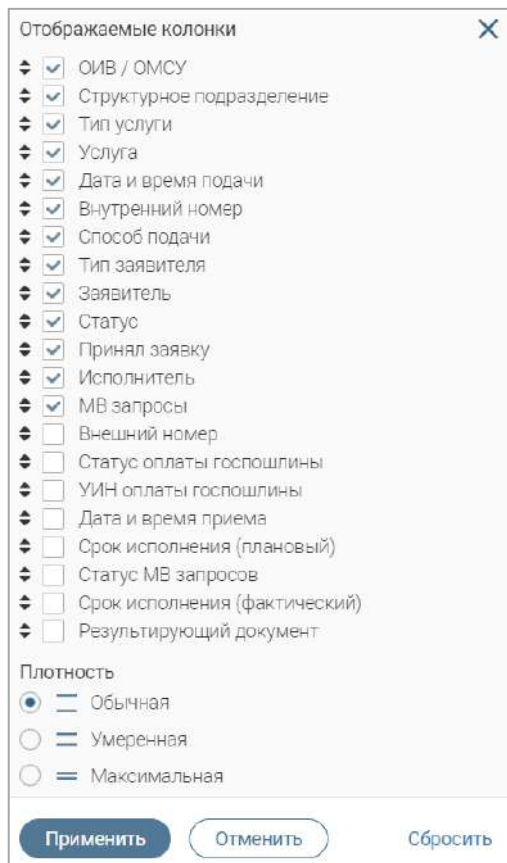 Отображаемые колонки
ОИВ / ОМСУ
Структурное подразделение
Тип услуги
Услуга
Дата и время подачи
Внутренний номер
Способ подачи
Тип заявителя
Заявитель
Статус
Принял заявку
Исполнитель
МВ запросы
Внешний номер
Статус оплаты госпошлины
УИН оплаты госпошлины
Дата и время приема
Срок исполнения (плановый)
Статус МВ запросов
Срок исполнения (фактический)
Результирующий документ
Плотность
Обычная
Умеренная
Максимальная
Применить Отменить Сбросить